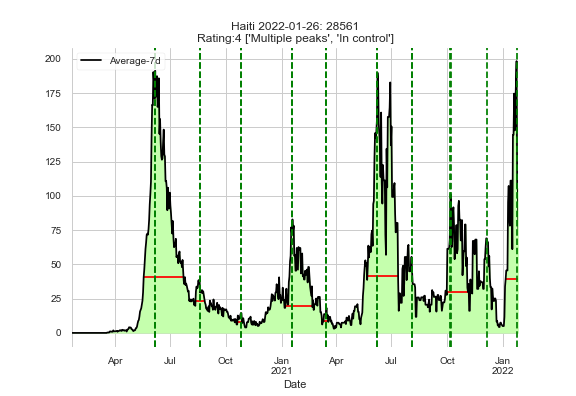 Haiti 2022-01-26: 28561
Rating:4 ['Multiple peaks', 'In control']
Average-7d
200
175
150
125
100
75
50
25
0
Apr
Jul
Oct
Jan
2021
Apr
Jul
Oct
Jan
2022
Date